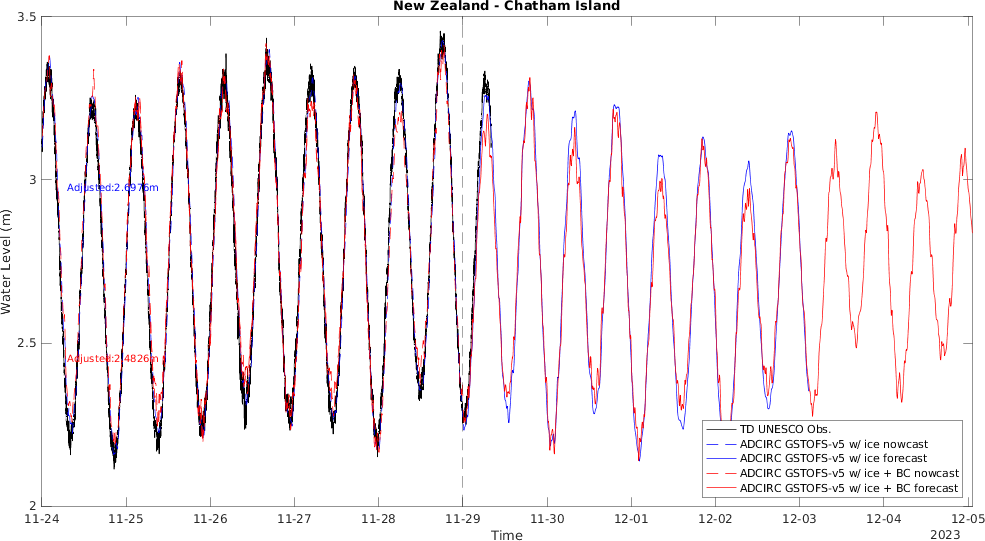 New Zealand - Chatham Island
3.5
3
2.5
2
Water Level (m)
Adjusted:2.6976m
Adjusted:2.4826m
TD UNESCO Obs.
ADCIRC GSTOFS-v5 w/ ice nowcast
ADCIRC GSTOFS-v5 w/ ice forecast
ADCIRC GSTOFS-v5 w/ ice + BC nowcast
ADCIRC GSTOFS-v5 w/ ice + BC forecast
11-24 11-25 11-26 11-27 11-28 11-29 11-30 12-01 12-02 12-03 12-04 12-05
Time
2023